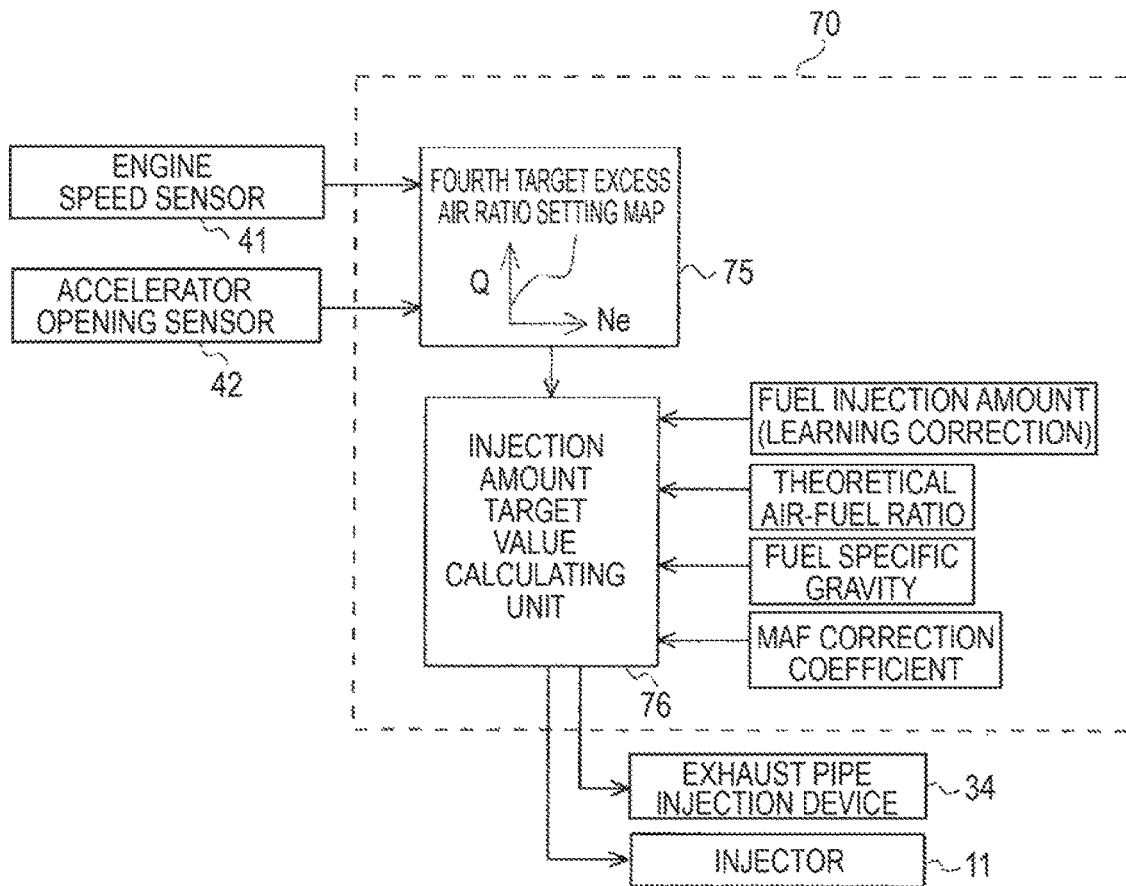 70
ENGINE
SPEED SENSOR
41
ACCELERATOR
OPENING SENSOR
42
FOURTH TARGET EXCESS
AIR RATIO SETTING MAP
Q
Ne
75
INJECTION
AMOUNT
TARGET
VALUE
CALCULATING
UNIT
76
FUEL INJECTION AMOUNT
(LEARNING CORRECTION)
THEORETICAL
AIR-FUEL RATIO
FUEL SPECIFIC
GRAVITY
MAF CORRECTION
COEFFICIENT
EXHAUST PIPE
INJECTION DEVICE
34
INJECTOR
11